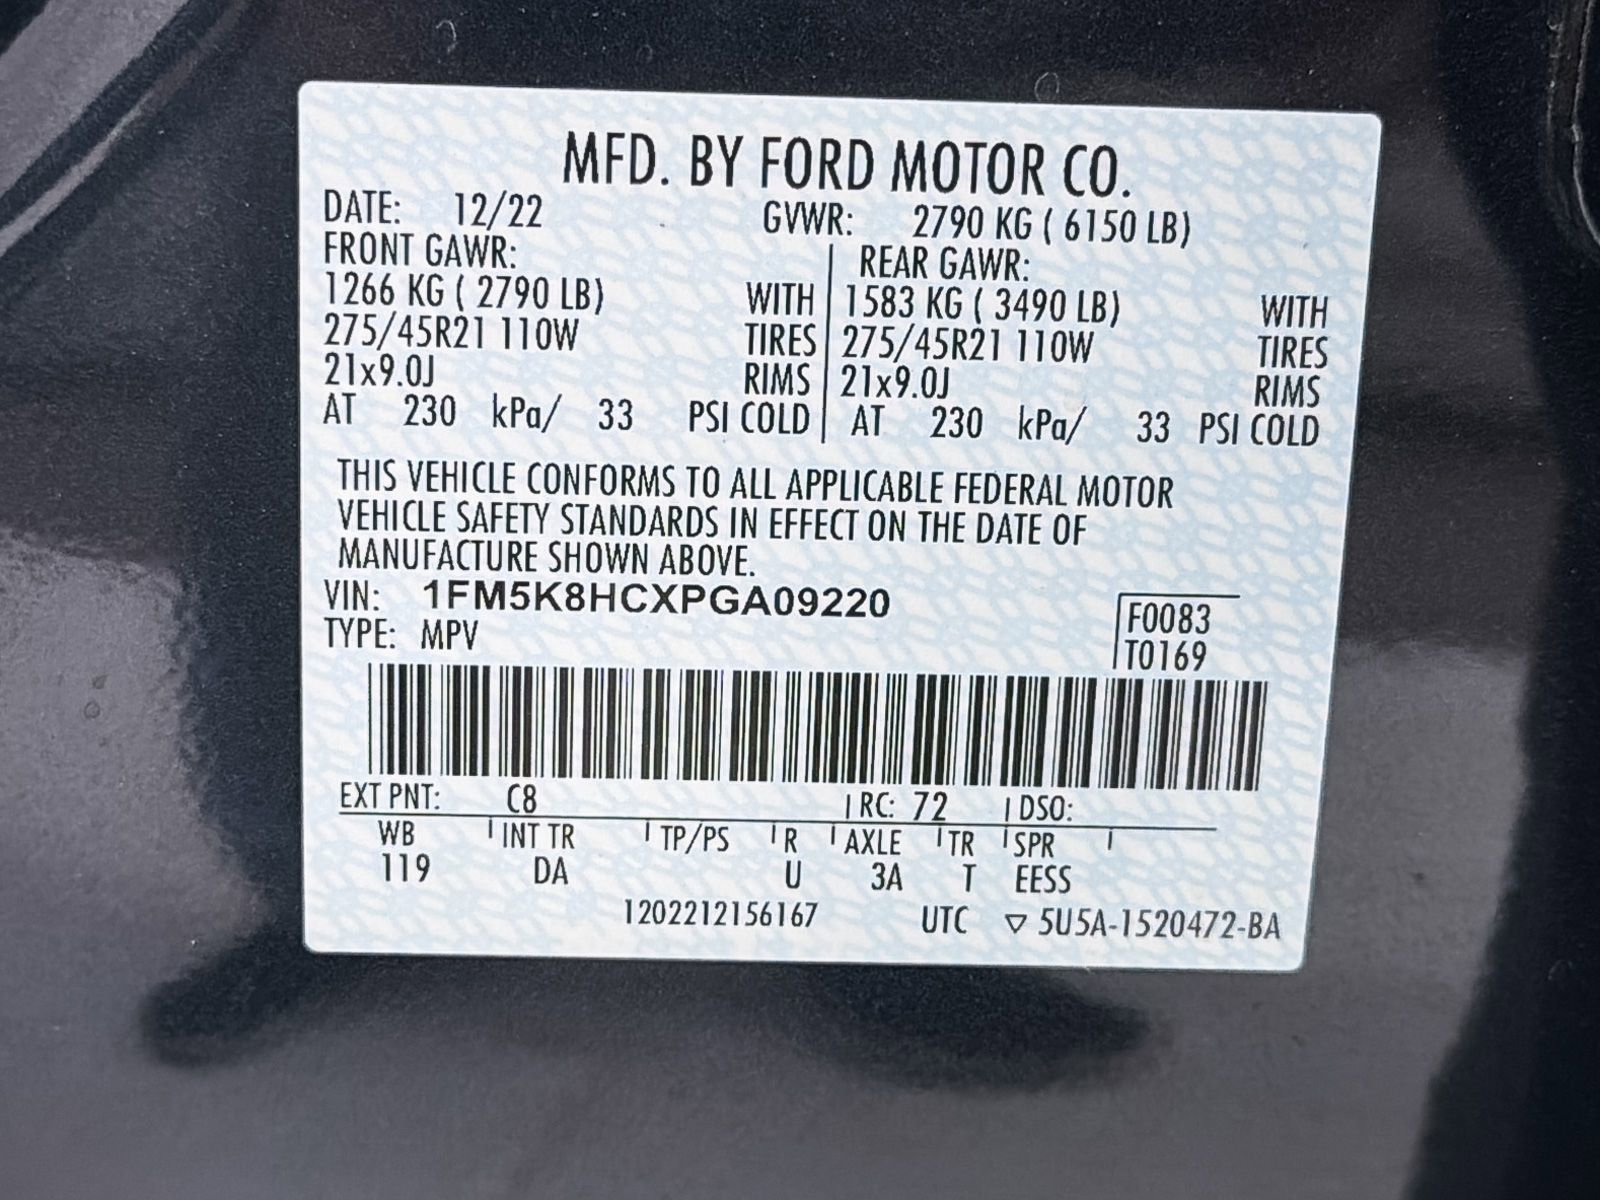 MFD. BY FORD MOTOR CO.
DATE: 12/22 GVWR: 2790 KG ( 6150 LB)
FRONT GAWR: REAR GAWR:
1266 KG ( 2790 LB) WITH 1583 KG ( 3490 LB) WITH
275/45R21 110W TIRES 275/45R21 110W TIRES
21x9.0J RIMS 21x9.0J RIMS
AT 230 kPa/ 33 PSI COLD AT 230 kPa/ 33 PSI COLD
THIS VEHICLE CONFORMS TO ALL APPLICABLE FEDERAL MOTOR
VEHICLE SAFETY STANDARDS IN EFFECT ON THE DATE OF
MANUFACTURE SHOWN ABOVE.
VIN: 1FM5K8HCXPGA09220 F0083
TYPE: MPV T0169
EXT PNT: C8 RC: 72 DSO:
WB INT TR TP/PS R AXLE TR SPR
119 DA U 3A T EESS
1202212156167 UTC ▽ 5U5A-1520472-BA